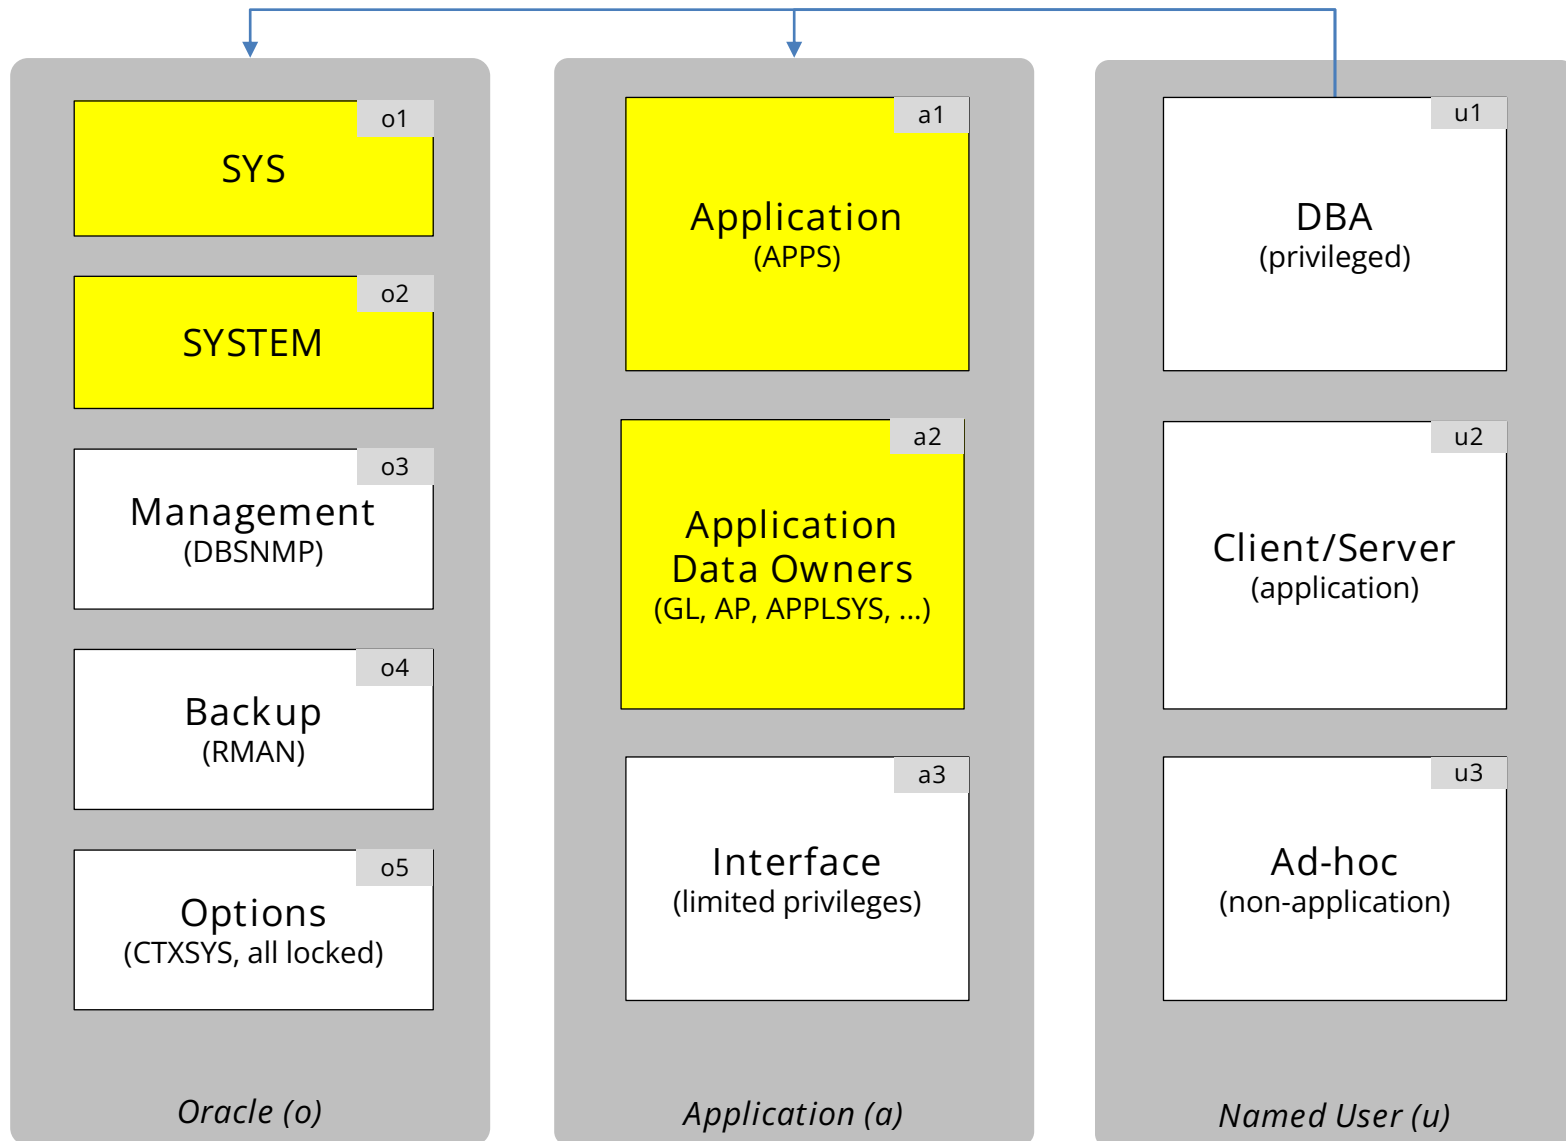 o1
SYS
o2
SYSTEM
o3
Management
(DBSNMP)
o4
Backup
(RMAN)
o5
Options
(CTXSYS, all locked)
Oracle (o)
a1
Application
(APPS)
a2
Application
Data Owners
(GL, AP, APPLSYS, ...)
a3
Interface
(limited privileges)
Application (a)
u1
DBA
(privileged)
u2
Client/Server
(application)
u3
Ad-hoc
(non-application)
Named User (u)